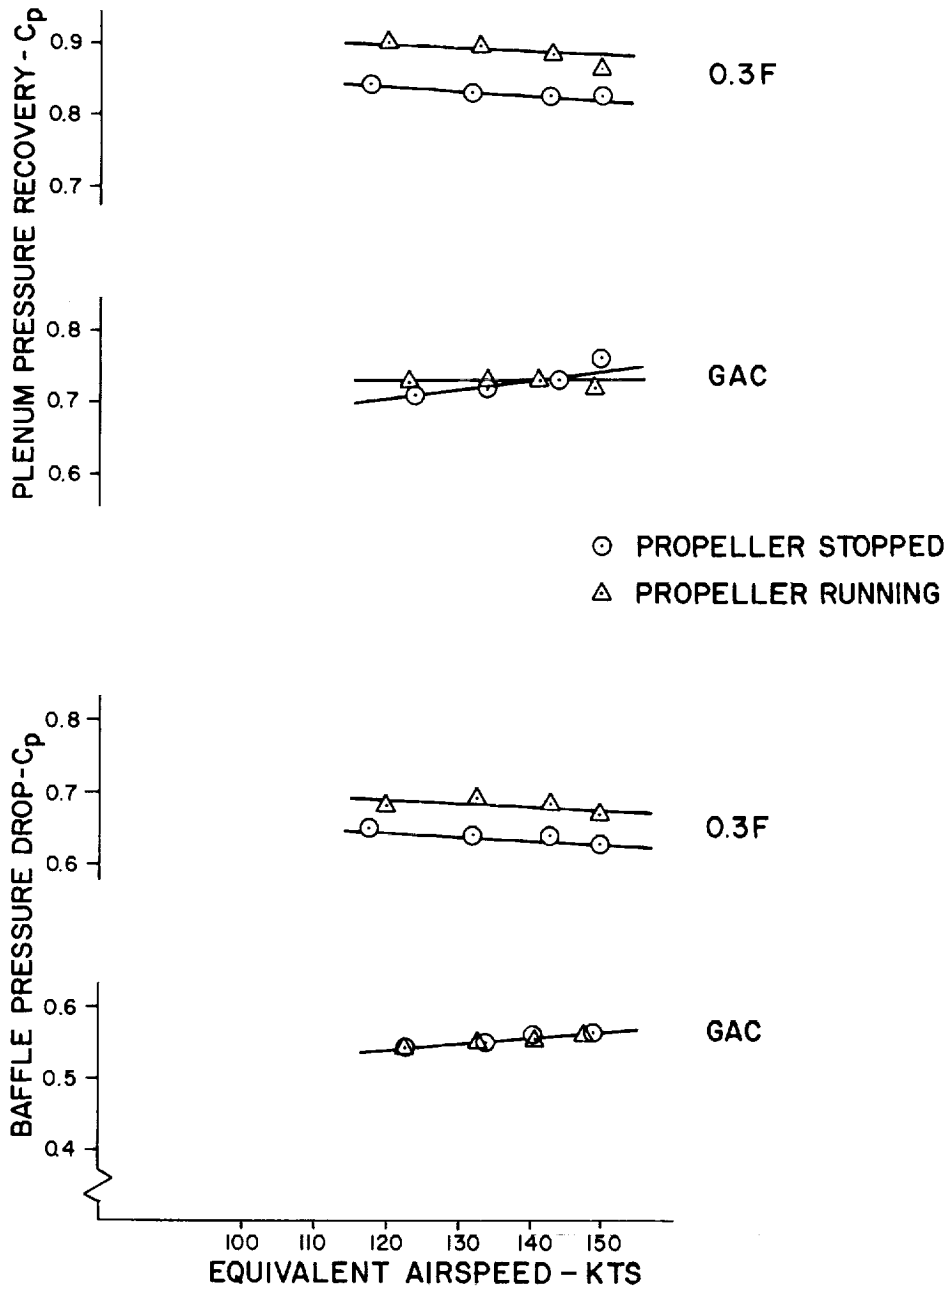 PLENUM PRESSURE RECOVERY - Cp
0.9
0.8
0.7
0.3F
0.8
0.7
0.6
GAC
PROPELLER STOPPED
PROPELLER RUNNING
BAFFLE PRESSURE DROP-Cp
0.8
0.7
0.6
0.3F
0.6
0.5
0.4
GAC
100 110 120 130 140 150
EQUIVALENT AIRSPEED - KTS